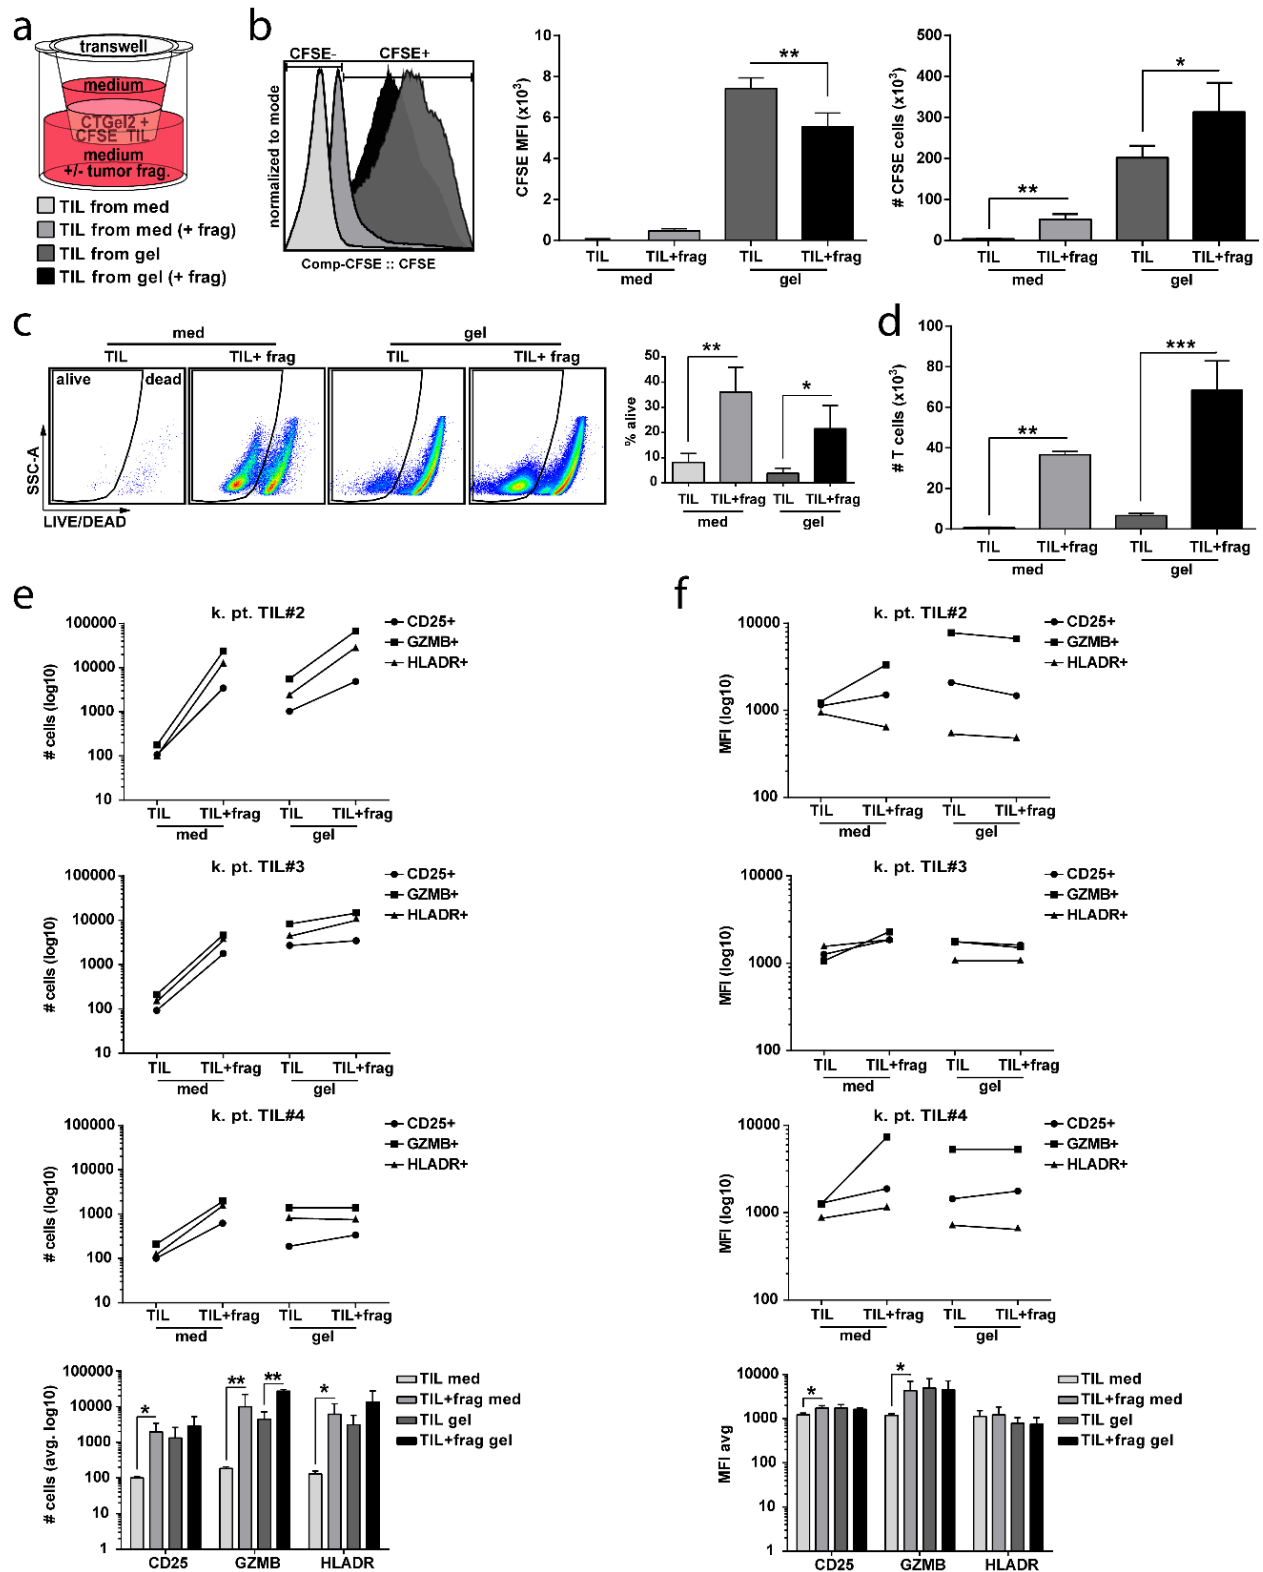 a
transwell
medium
CTGel2 +
CFSE TIL
medium
+/- tumor frag.
TIL from med
TIL from med (+ frag)
TIL from gel
TIL from gel (+ frag)
b
CFSE-
CFSE+
normalized to mode
Comp-CFSE :: CFSE
CFSE MFI (x10³)
10
8
6
4
2
0
**
TIL
TIL+frag
TIL
TIL+frag
med
gel
# CFSE cells (x10³)
500
400
300
200
100
0
**
*
TIL
TIL+frag
TIL
TIL+frag
med
gel
c
med
gel
TIL
TIL+ frag
TIL
TIL+ frag
alive
dead
SSC-A
LIVE/DEAD
% alive
50
40
30
20
10
0
**
*
TIL
TIL+frag
TIL
TIL+frag
med
gel
d
# T cells (x10³)
100
80
60
40
20
0
**
***
TIL
TIL+frag
TIL
TIL+frag
med
gel
e
k. pt. TIL#2
# cells (log10)
100000
10000
1000
100
10
CD25+
GZMB+
HLADR+
TIL
TIL+frag
TIL
TIL+frag
med
gel
k. pt. TIL#3
# cells (log10)
100000
10000
1000
100
10
CD25+
GZMB+
HLADR+
TIL
TIL+frag
TIL
TIL+frag
med
gel
k. pt. TIL#4
# cells (log10)
100000
10000
1000
100
10
CD25+
GZMB+
HLADR+
TIL
TIL+frag
TIL
TIL+frag
med
gel
# cells (avg. log10)
100000
10000
1000
100
10
1
*
**
**
*
CD25
GZMB
HLADR
TIL med
TIL+frag med
TIL gel
TIL+frag gel
f
k. pt. TIL#2
MFI (log10)
10000
1000
100
CD25+
GZMB+
HLADR+
TIL
TIL+frag
TIL
TIL+frag
med
gel
k. pt. TIL#3
MFI (log10)
10000
1000
100
CD25+
GZMB+
HLADR+
TIL
TIL+frag
TIL
TIL+frag
med
gel
k. pt. TIL#4
MFI (log10)
10000
1000
100
CD25+
GZMB+
HLADR+
TIL
TIL+frag
TIL
TIL+frag
med
gel
MFI avg
10000
1000
100
10
1
*
*
CD25
GZMB
HLADR
TIL med
TIL+frag med
TIL gel
TIL+frag gel